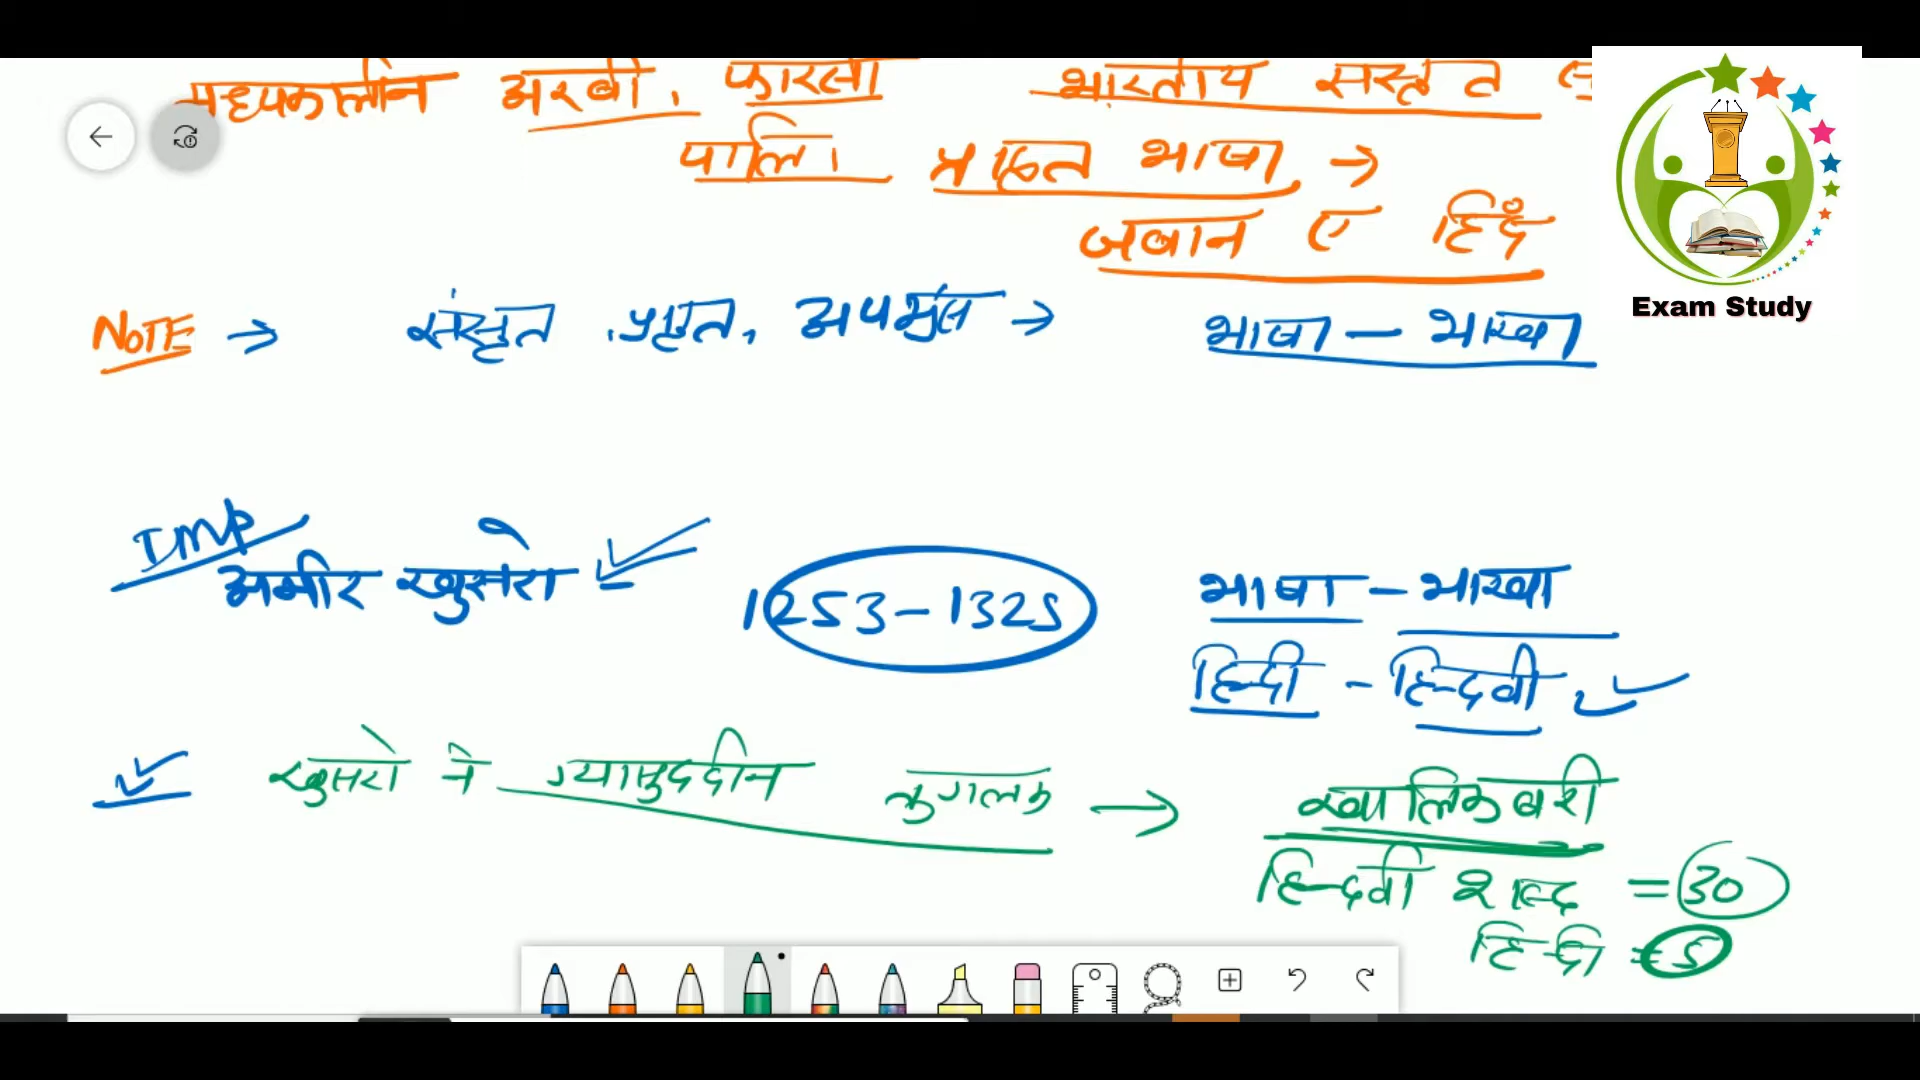 मध्यकालीन अरबी, फारसी भारतीय संस्कृत
पालि। प्राकृत भाषा →
जबान ए हिंद
NOTE → संस्कृत, प्राकृत, अपभ्रंश → भाषा – भाखा
IMP
अमीर खुसरो 1253 – 1325 भाषा – भाखा
हिन्दी – हिन्दवी
खुसरो ने ग्यासुद्दीन तुगलक → खालिकबारी
हिन्दवी शब्द = 30
हिन्दी = 5
Exam Study